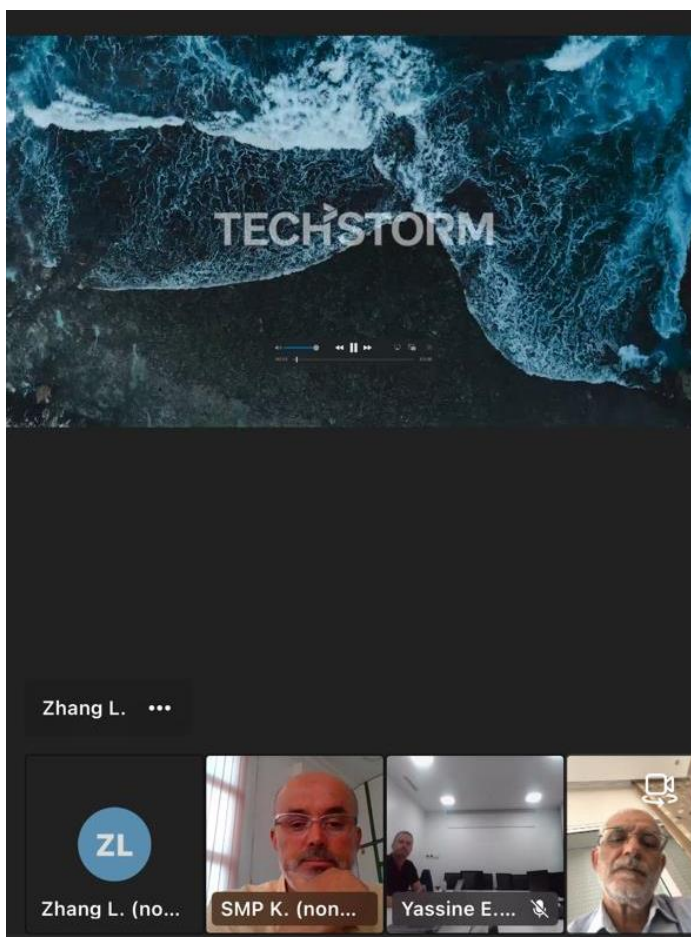 TECHSTORM
Zhang L. •••
ZL
Zhang L. (no...
SMP K. (non...
Yassine E....